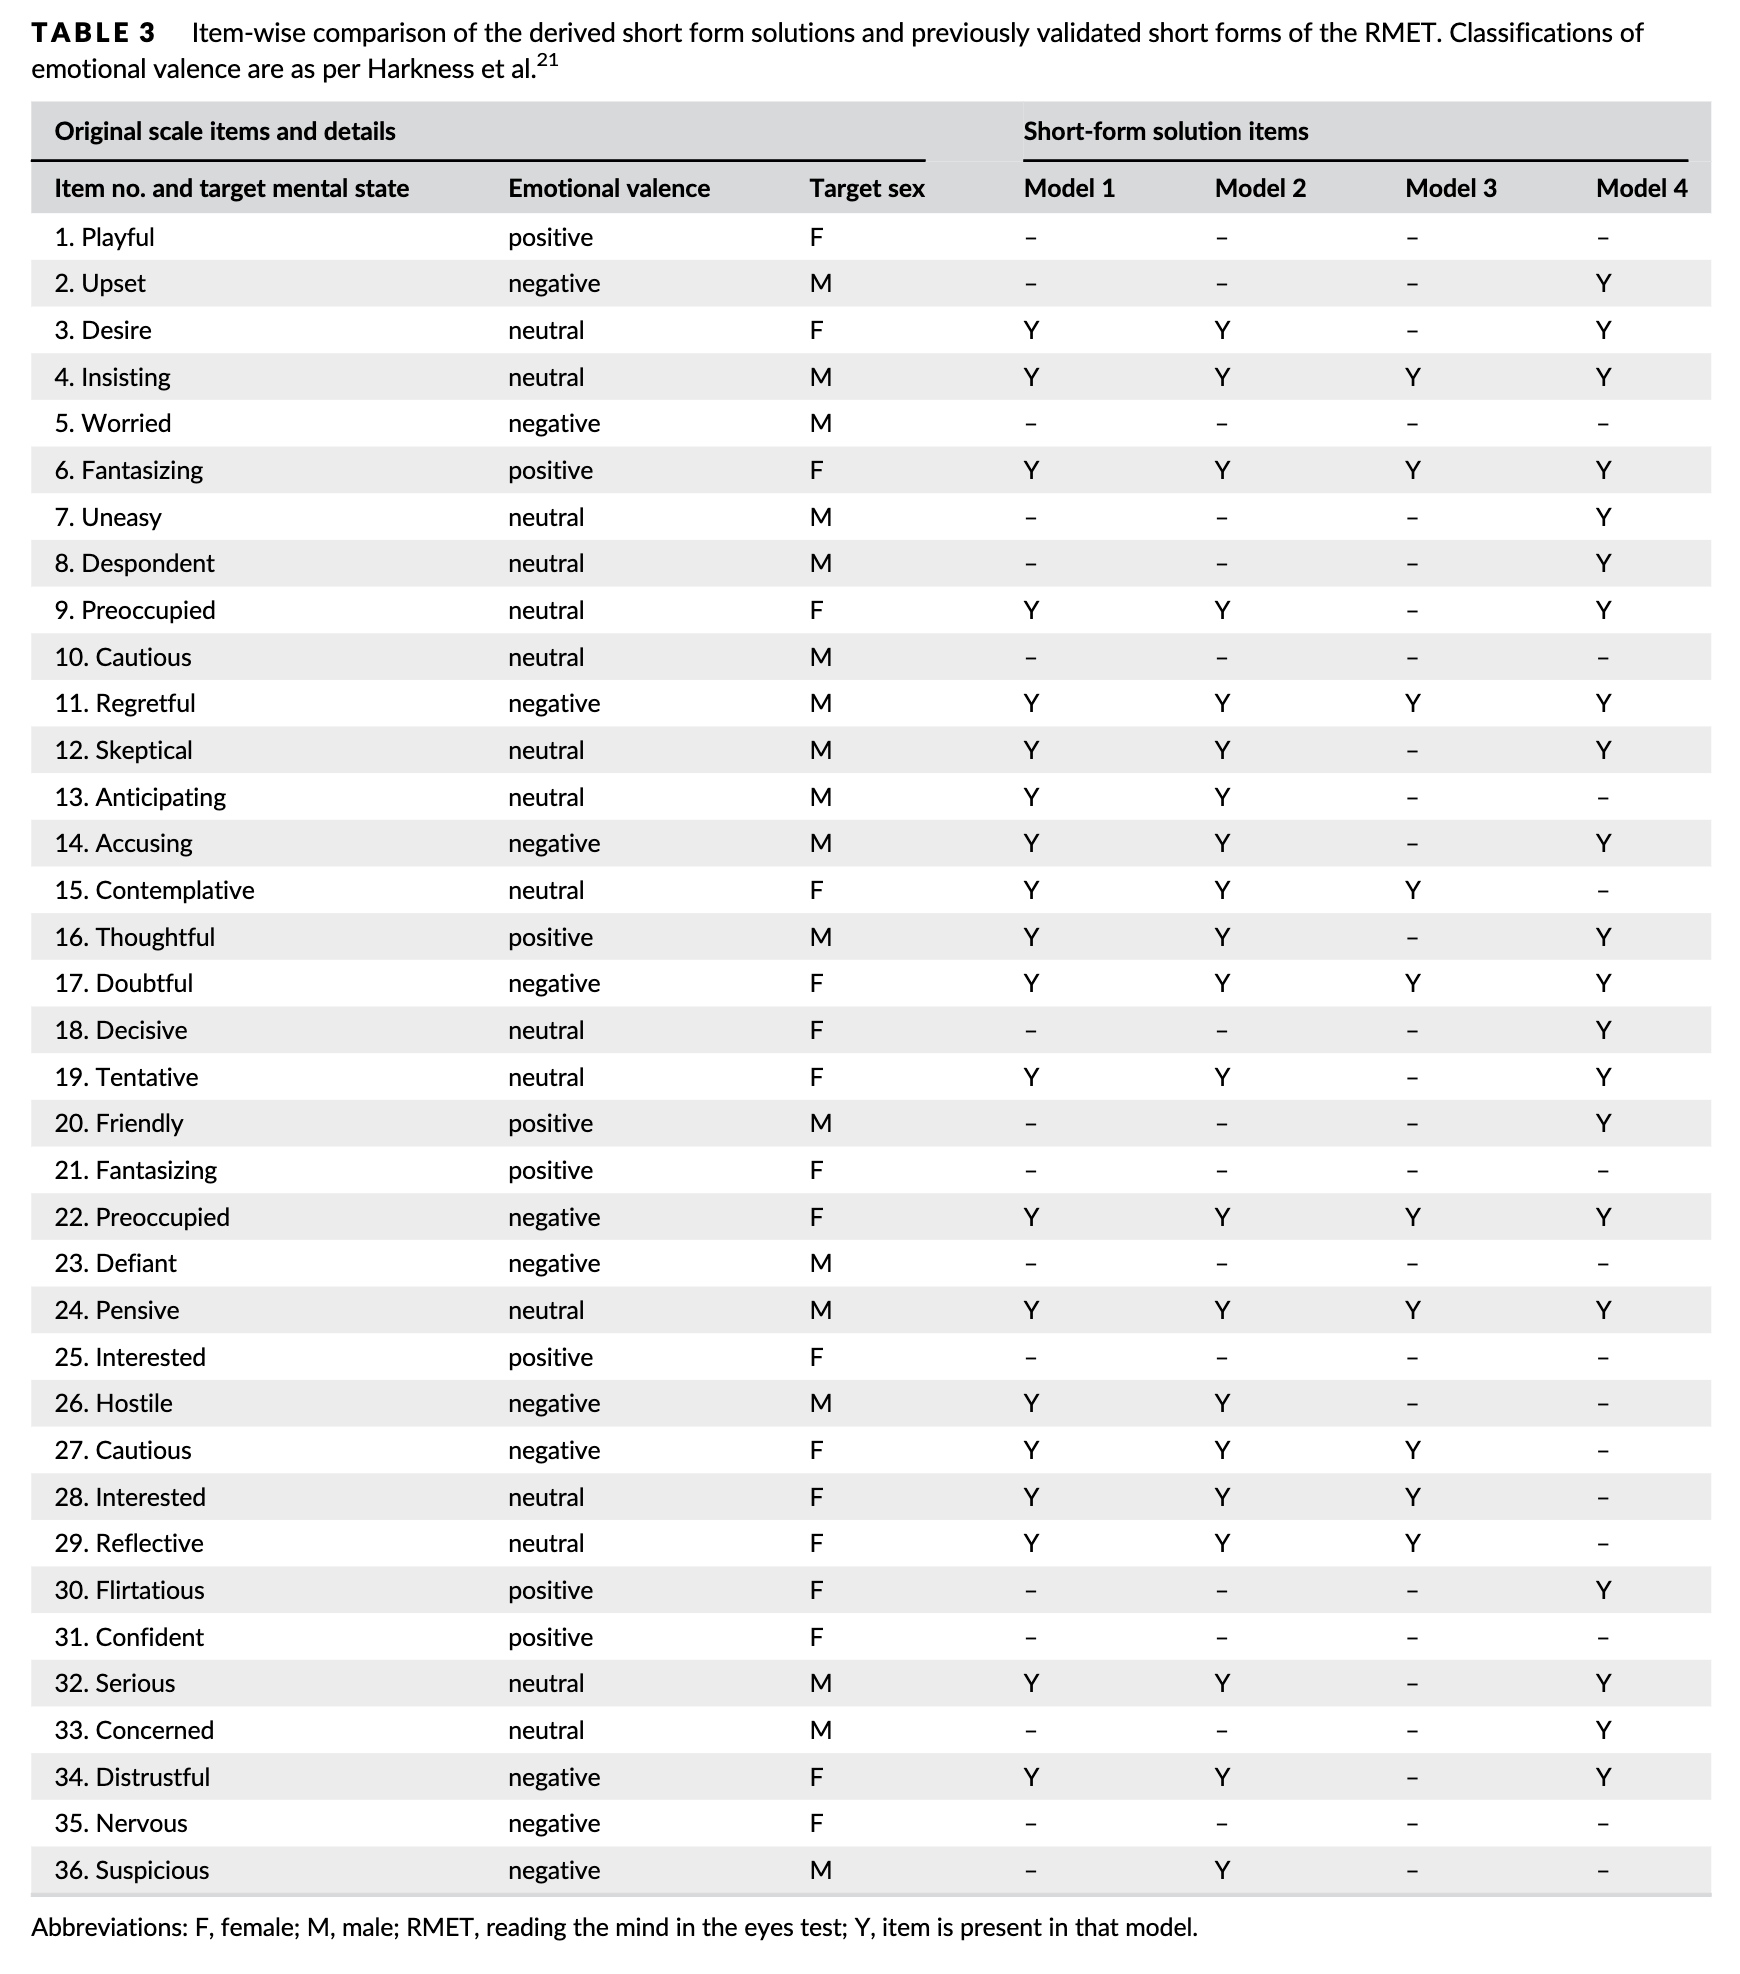 TABLE 3 Item-wise comparison of the derived short form solutions and previously validated short forms of the RMET. Classifications of
emotional valence are as per Harkness et al.21
Original scale items and details Short-form solution items
Item no. and target mental state Emotional valence Target sex Model 1 Model 2 Model 3 Model 4
1. Playful positive F – – – –
2. Upset negative M – – – Y
3. Desire neutral F Y Y – Y
4. Insisting neutral M Y Y Y Y
5. Worried negative M – – – –
6. Fantasizing positive F Y Y Y Y
7. Uneasy neutral M – – – Y
8. Despondent neutral M – – – Y
9. Preoccupied neutral F Y Y – Y
10. Cautious neutral M – – – –
11. Regretful negative M Y Y Y Y
12. Skeptical neutral M Y Y – Y
13. Anticipating neutral M Y Y – –
14. Accusing negative M Y Y – Y
15. Contemplative neutral F Y Y Y –
16. Thoughtful positive M Y Y – Y
17. Doubtful negative F Y Y Y Y
18. Decisive neutral F – – – Y
19. Tentative neutral F Y Y – Y
20. Friendly positive M – – – Y
21. Fantasizing positive F – – – –
22. Preoccupied negative F Y Y Y Y
23. Defiant negative M – – – –
24. Pensive neutral M Y Y Y Y
25. Interested positive F – – – –
26. Hostile negative M Y Y – –
27. Cautious negative F Y Y Y –
28. Interested neutral F Y Y Y –
29. Reflective neutral F Y Y Y –
30. Flirtatious positive F – – – Y
31. Confident positive F – – – –
32. Serious neutral M Y Y – Y
33. Concerned neutral M – – – Y
34. Distrustful negative F Y Y – Y
35. Nervous negative F – – – –
36. Suspicious negative M – Y – –
Abbreviations: F, female; M, male; RMET, reading the mind in the eyes test; Y, item is present in that model.